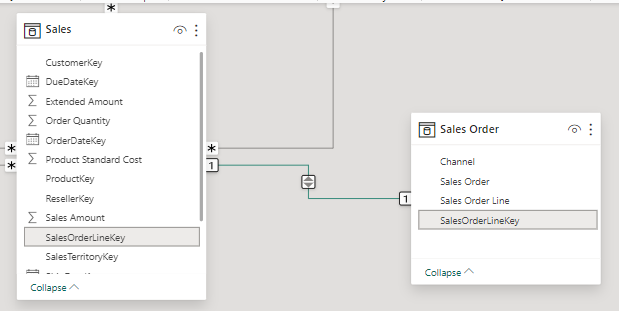 Sales
CustomerKey
DueDateKey
Extended Amount
Order Quantity
OrderDateKey
Product Standard Cost
ProductKey
ResellerKey
Sales Amount
SalesOrderLineKey
SalesTerritoryKey
Collapse
*
*
*
*
1
1
Sales Order
Channel
Sales Order
Sales Order Line
SalesOrderLineKey
Collapse